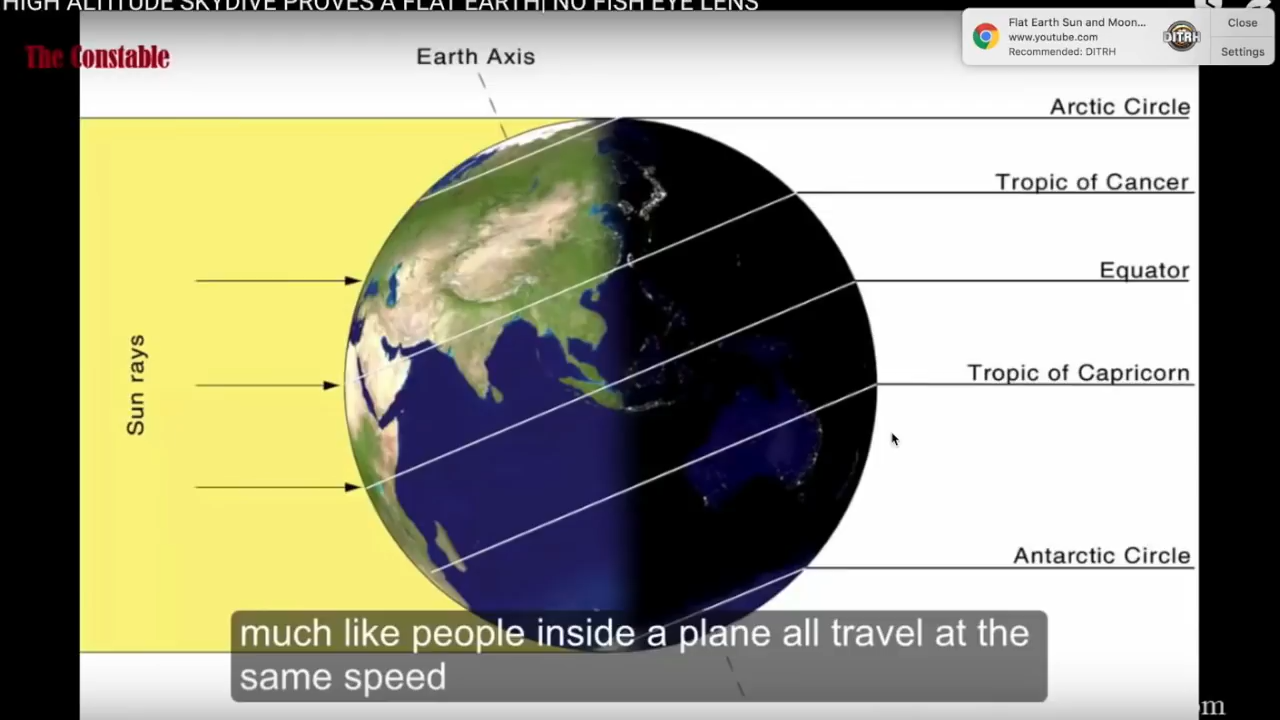 HIGH ALTITUDE SKYDIVE PROVES A FLAT EARTH| NO FISH EYE LENS
Flat Earth Sun and Moon...
www.youtube.com
Recommended: DITRH
DITRH
Close
Settings
The Constable
Earth Axis
Arctic Circle
Tropic of Cancer
Equator
Sun rays
Tropic of Capricorn
Antarctic Circle
much like people inside a plane all travel at the
same speed